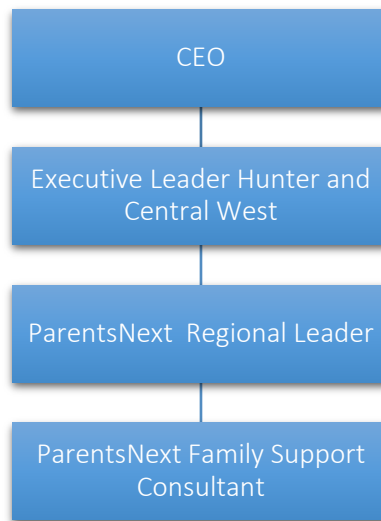 CEO
Executive Leader Hunter and
Central West
ParentsNext  Regional Leader
ParentsNext Family Support
Consultant